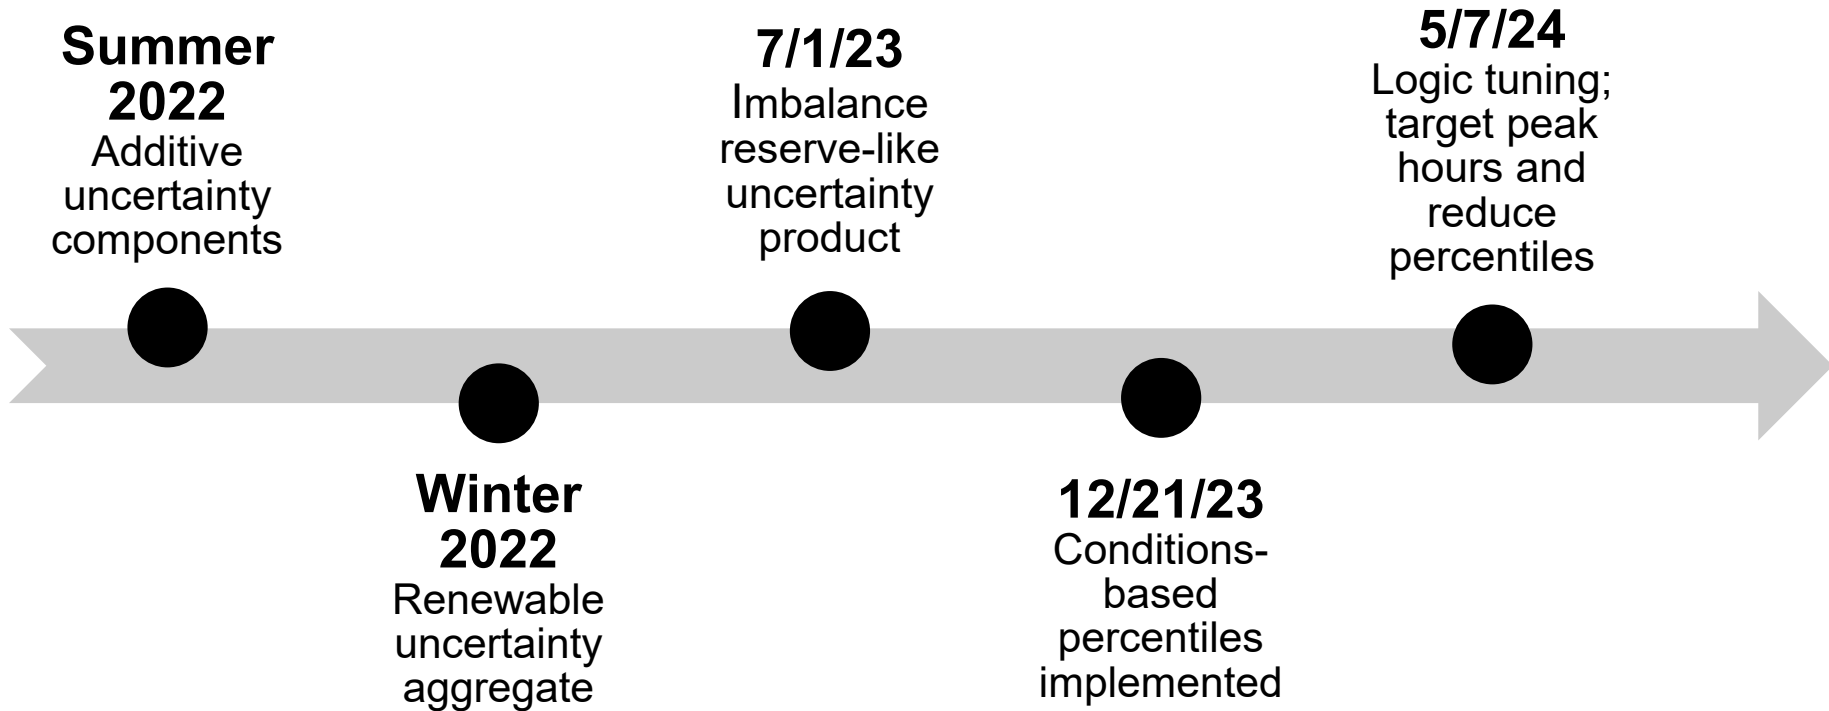 Summer
2022
Additive
uncertainty
components
Winter
2022
Renewable
uncertainty
aggregate
7/1/23
Imbalance
reserve-like
uncertainty
product
12/21/23
Conditions-
based
percentiles
implemented
5/7/24
Logic tuning;
target peak
hours and
reduce
percentiles